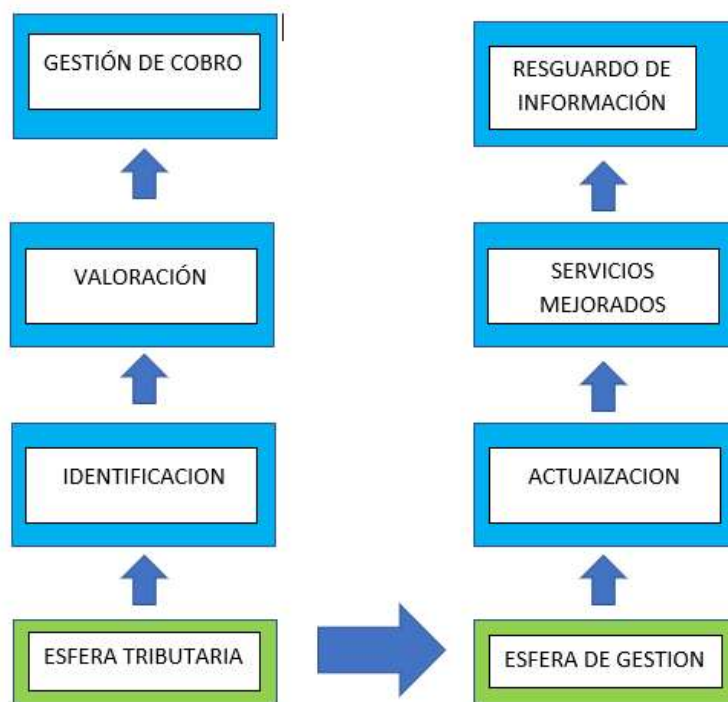 GESTIÓN DE COBRO
RESGUARDO DE
INFORMACIÓN
VALORACIÓN
SERVICIOS
MEJORADOS
IDENTIFICACION
ACTUAIZACION
ESFERA TRIBUTARIA
ESFERA DE GESTION